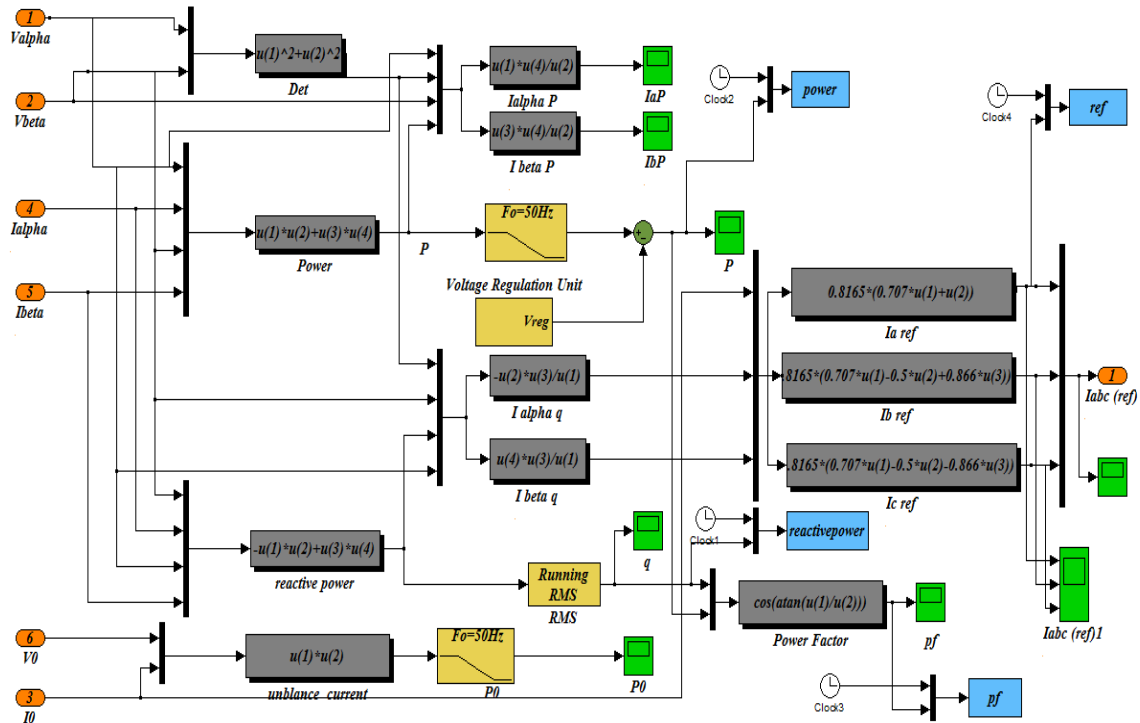 1
Valpha
2
Vbeta
4
Ialpha
5
Ibeta
6
V0
3
I0
u(1)^2+u(2)^2
Det
u(1)*u(2)+u(3)*u(4)
Power
P
-u(1)*u(2)+u(3)*u(4)
reactive power
u(1)*u(2)
unblance current
u(1)*u(4)/u(2)
Ialpha P
IaP
u(3)*u(4)/u(2)
I beta P
IbP
Fo=50Hz
Voltage Regulation Unit
Vreg
-u(2)*u(3)/u(1)
I alpha q
u(4)*u(3)/u(1)
I beta q
Running
RMS
RMS
q
Fo=50Hz
P0
P0
Clock2
power
P
Clock4
ref
0.8165*(0.707*u(1)+u(2))
Ia ref
.8165*(0.707*u(1)-0.5*u(2)+0.866*u(3))
Ib ref
.8165*(0.707*u(1)-0.5*u(2)-0.866*u(3))
Ic ref
1
Iabc (ref)
Clock1
reactivepower
cos(atan(u(1)/u(2)))
Power Factor
pf
Iabc (ref)1
Clock3
pf